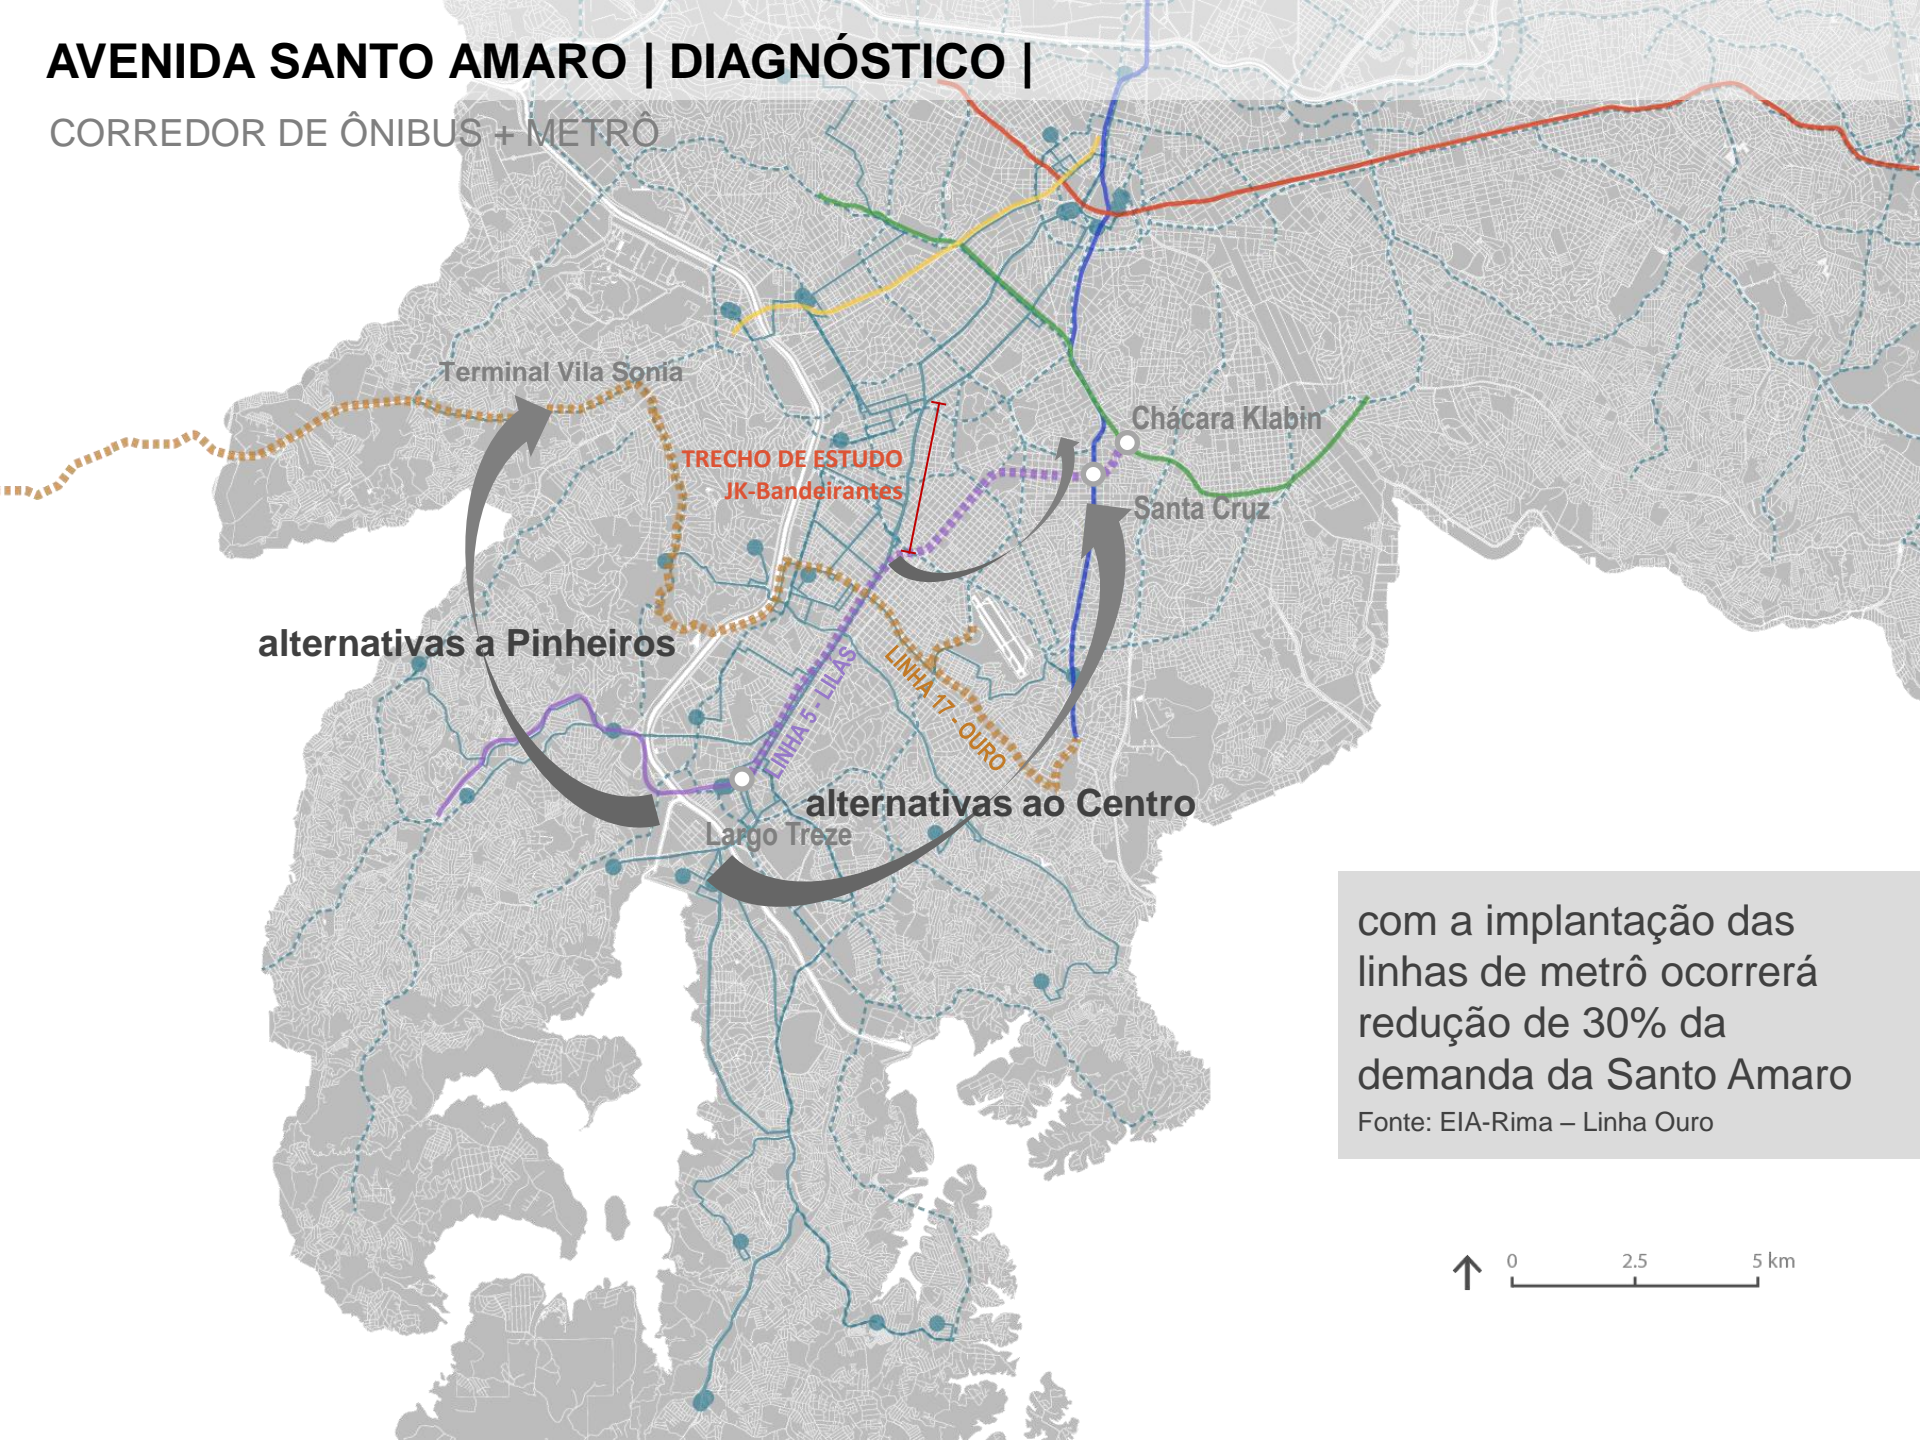 AVENIDA SANTO AMARO | DIAGNÓSTICO |
CORREDOR DE ÔNIBUS + METRÔ
Terminal Vila Sonia
Chácara Klabin
TRECHO DE ESTUDO
JK-Bandeirantes
Santa Cruz
alternativas a Pinheiros
LINHA 5 - LILÁS
LINHA 17 - OURO
alternativas ao Centro
Largo Treze
com a implantação das
linhas de metrô ocorrerá
redução de 30% da
demanda da Santo Amaro
Fonte: EIA-Rima – Linha Ouro
0 2.5 5 km